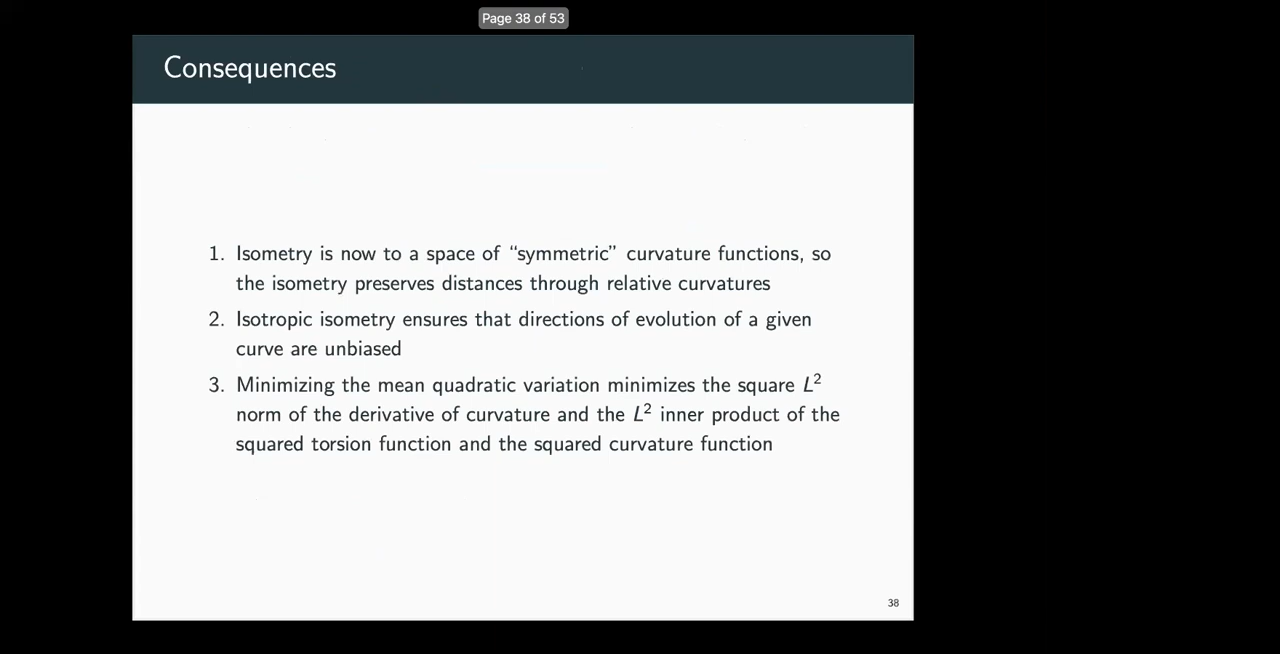 Page 38 of 53
Consequences
1. Isometry is now to a space of “symmetric” curvature functions, so
the isometry preserves distances through relative curvatures
2. Isotropic isometry ensures that directions of evolution of a given
curve are unbiased
3. Minimizing the mean quadratic variation minimizes the square L²
norm of the derivative of curvature and the L² inner product of the
squared torsion function and the squared curvature function
38